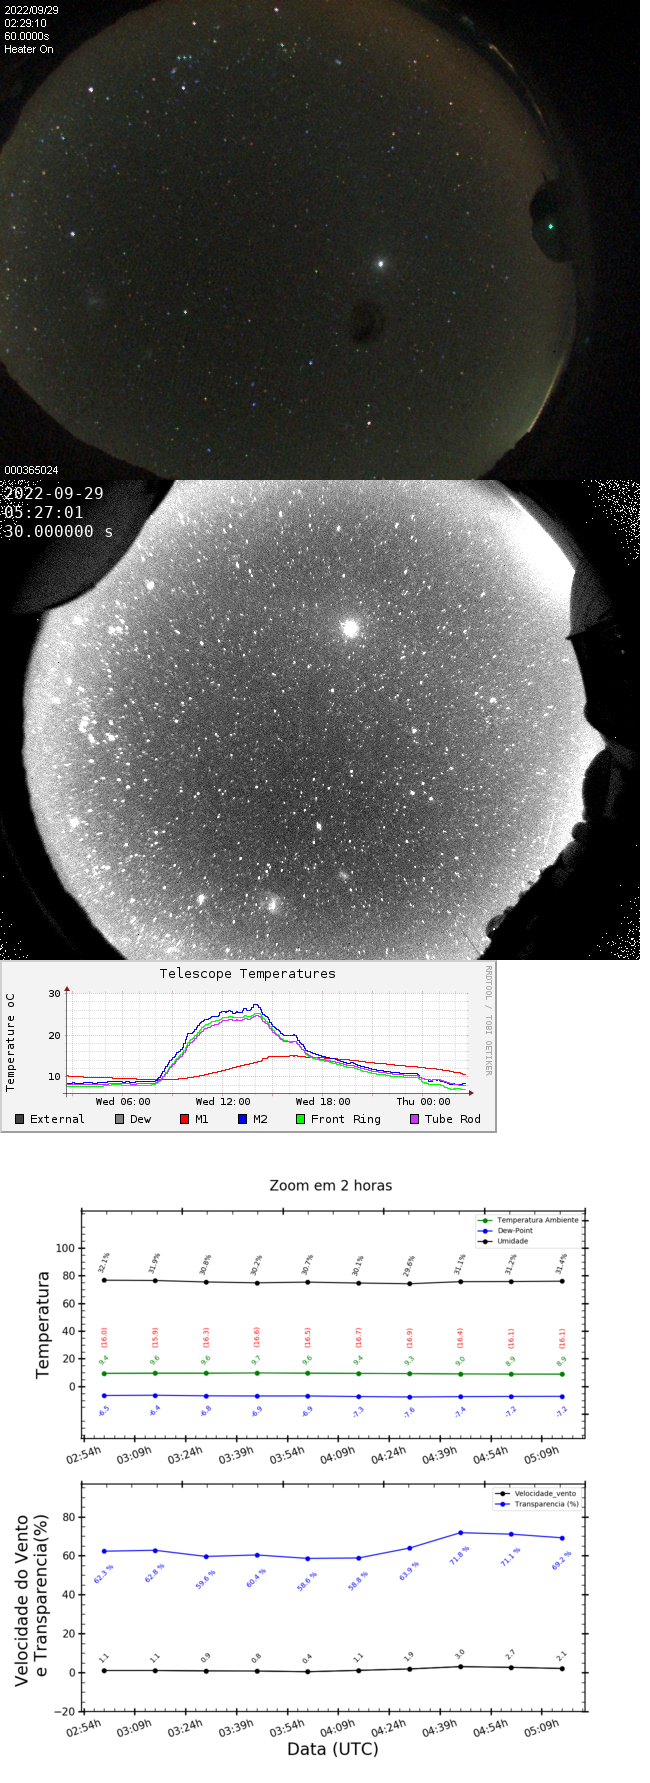 2022/09/29
02:29:10
60.0000s
Heater On
000365024
2022-09-29
05:27:01
30.000000 s
Telescope Temperatures
RRDTOOL / TOBI OETIKER
Temperature oC
30
20
10
Wed 06:00 Wed 12:00 Wed 18:00 Thu 00:00
External Dew M1 M2 Front Ring Tube Rod
Zoom em 2 horas
Temperatura Ambiente
Dew-Point
Umidade
Temperatura
100
80
60
40
20
0
32.1% 31.9% 30.8% 30.2% 30.7% 30.1% 29.6% 31.1% 31.2% 31.4%
(16.0) (15.9) (16.3) (16.6) (16.5) (16.7) (16.9) (16.4) (16.1) (16.1)
9.4 9.6 9.6 9.7 9.6 9.4 9.3 9.0 8.9 8.9
-6.5 -6.4 -6.8 -6.9 -6.9 -7.3 -7.6 -7.4 -7.2 -7.2
02:54h 03:09h 03:24h 03:39h 03:54h 04:09h 04:24h 04:39h 04:54h 05:09h
Velocidade_vento
Transparencia (%)
Velocidade do Vento
e Transparencia(%)
80
60
40
20
0
−20
62.3 % 62.8 % 59.6 % 60.4 % 58.6 % 58.8 % 63.9 % 71.8 % 71.1 % 69.2 %
1.1 1.1 0.9 0.8 0.4 1.1 1.9 3.0 2.7 2.1
02:54h 03:09h 03:24h 03:39h 03:54h 04:09h 04:24h 04:39h 04:54h 05:09h
Data (UTC)